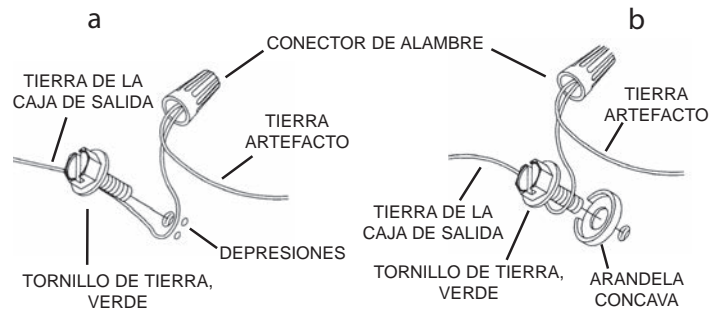 a
b
CONECTOR DE ALAMBRE
TIERRA DE LA
CAJA DE SALIDA
TIERRA
ARTEFACTO
DEPRESIONES
TORNILLO DE TIERRA,
VERDE
TIERRA
ARTEFACTO
TIERRA DE LA
CAJA DE SALIDA
TORNILLO DE TIERRA,
VERDE
ARANDELA
CONCAVA